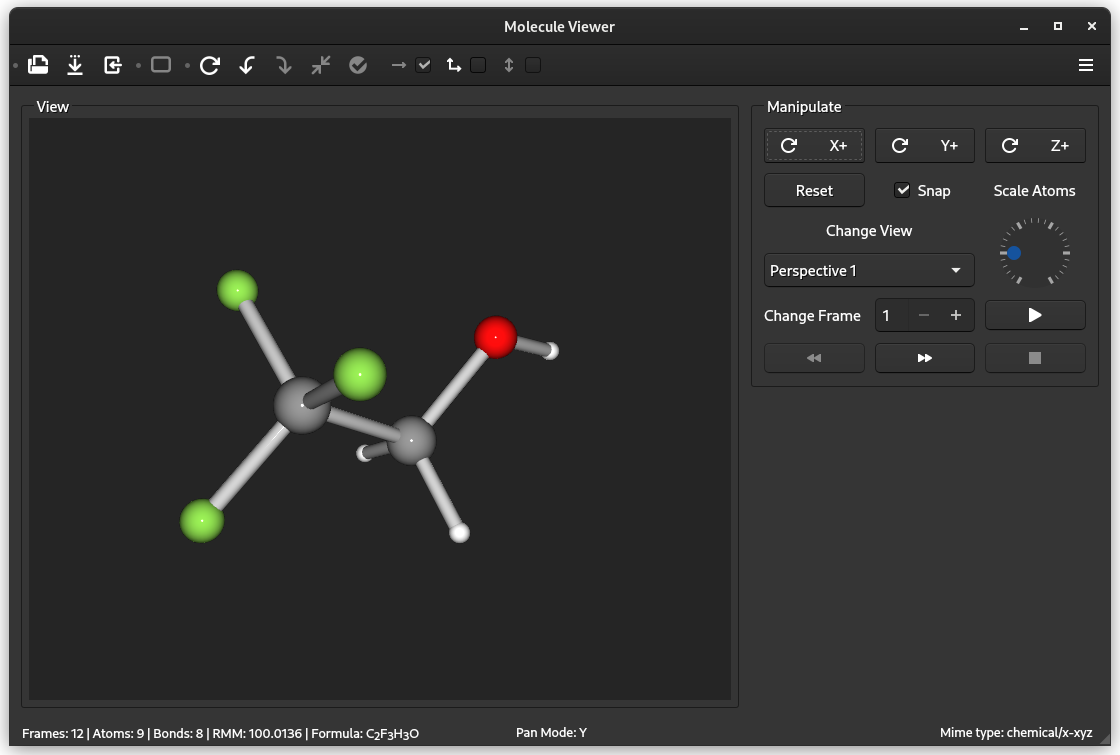 Molecule Viewer
View
Manipulate
X+ Y+ Z+
Reset Snap Scale Atoms
Change View
Perspective 1
Change Frame 1 − +
Frames: 12 | Atoms: 9 | Bonds: 8 | RMM: 100.0136 | Formula: C₂F₃H₃O Pan Mode: Y Mime type: chemical/x-xyz